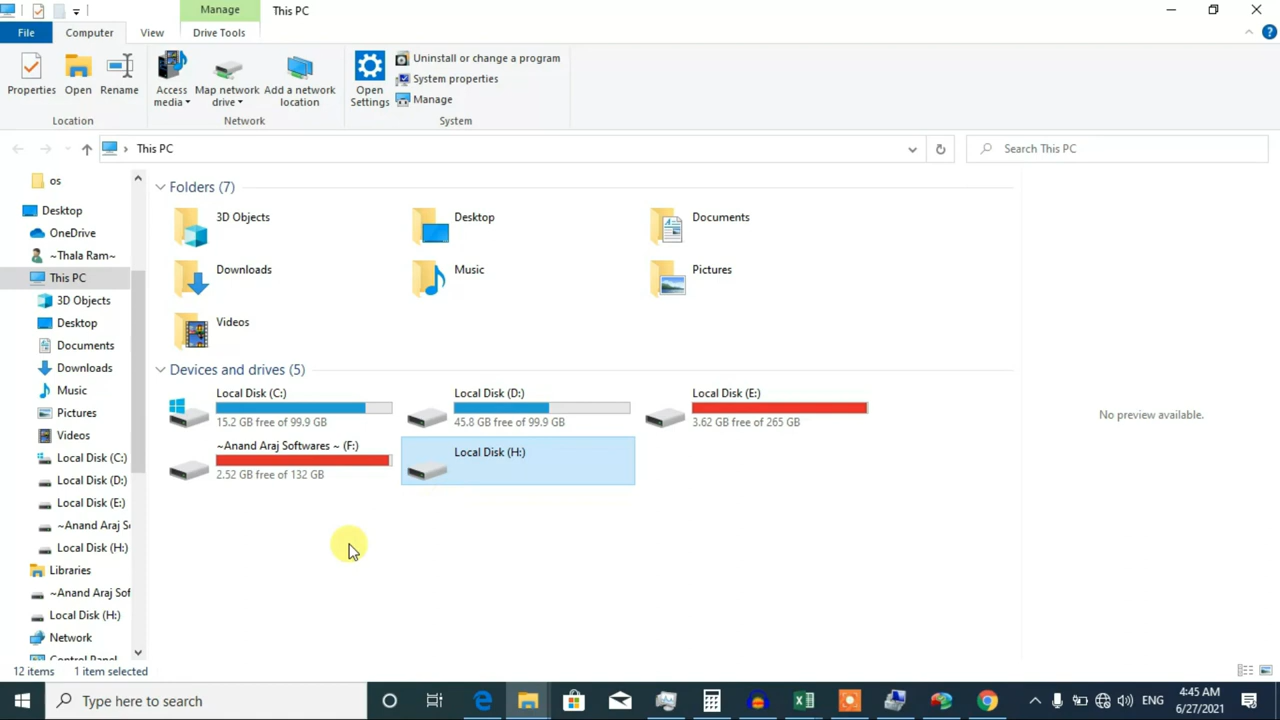 Manage
This PC
File
Computer
View
Drive Tools
Properties
Open
Rename
Access media
Map network drive
Add a network location
Open Settings
Uninstall or change a program
System properties
Manage
Location
Network
System
This PC
Search This PC
os
Desktop
OneDrive
~Thala Ram~
This PC
3D Objects
Desktop
Documents
Downloads
Music
Pictures
Videos
Local Disk (C:)
Local Disk (D:)
Local Disk (E:)
~Anand Araj So
Local Disk (H:)
Libraries
~Anand Araj Sof
Local Disk (H:)
Network
Control Panel
Folders (7)
3D Objects
Desktop
Documents
Downloads
Music
Pictures
Videos
Devices and drives (5)
Local Disk (C:)
15.2 GB free of 99.9 GB
Local Disk (D:)
45.8 GB free of 99.9 GB
Local Disk (E:)
3.62 GB free of 265 GB
~Anand Araj Softwares ~ (F:)
2.52 GB free of 132 GB
Local Disk (H:)
No preview available.
12 items
1 item selected
Type here to search
ENG
4:45 AM
6/27/2021